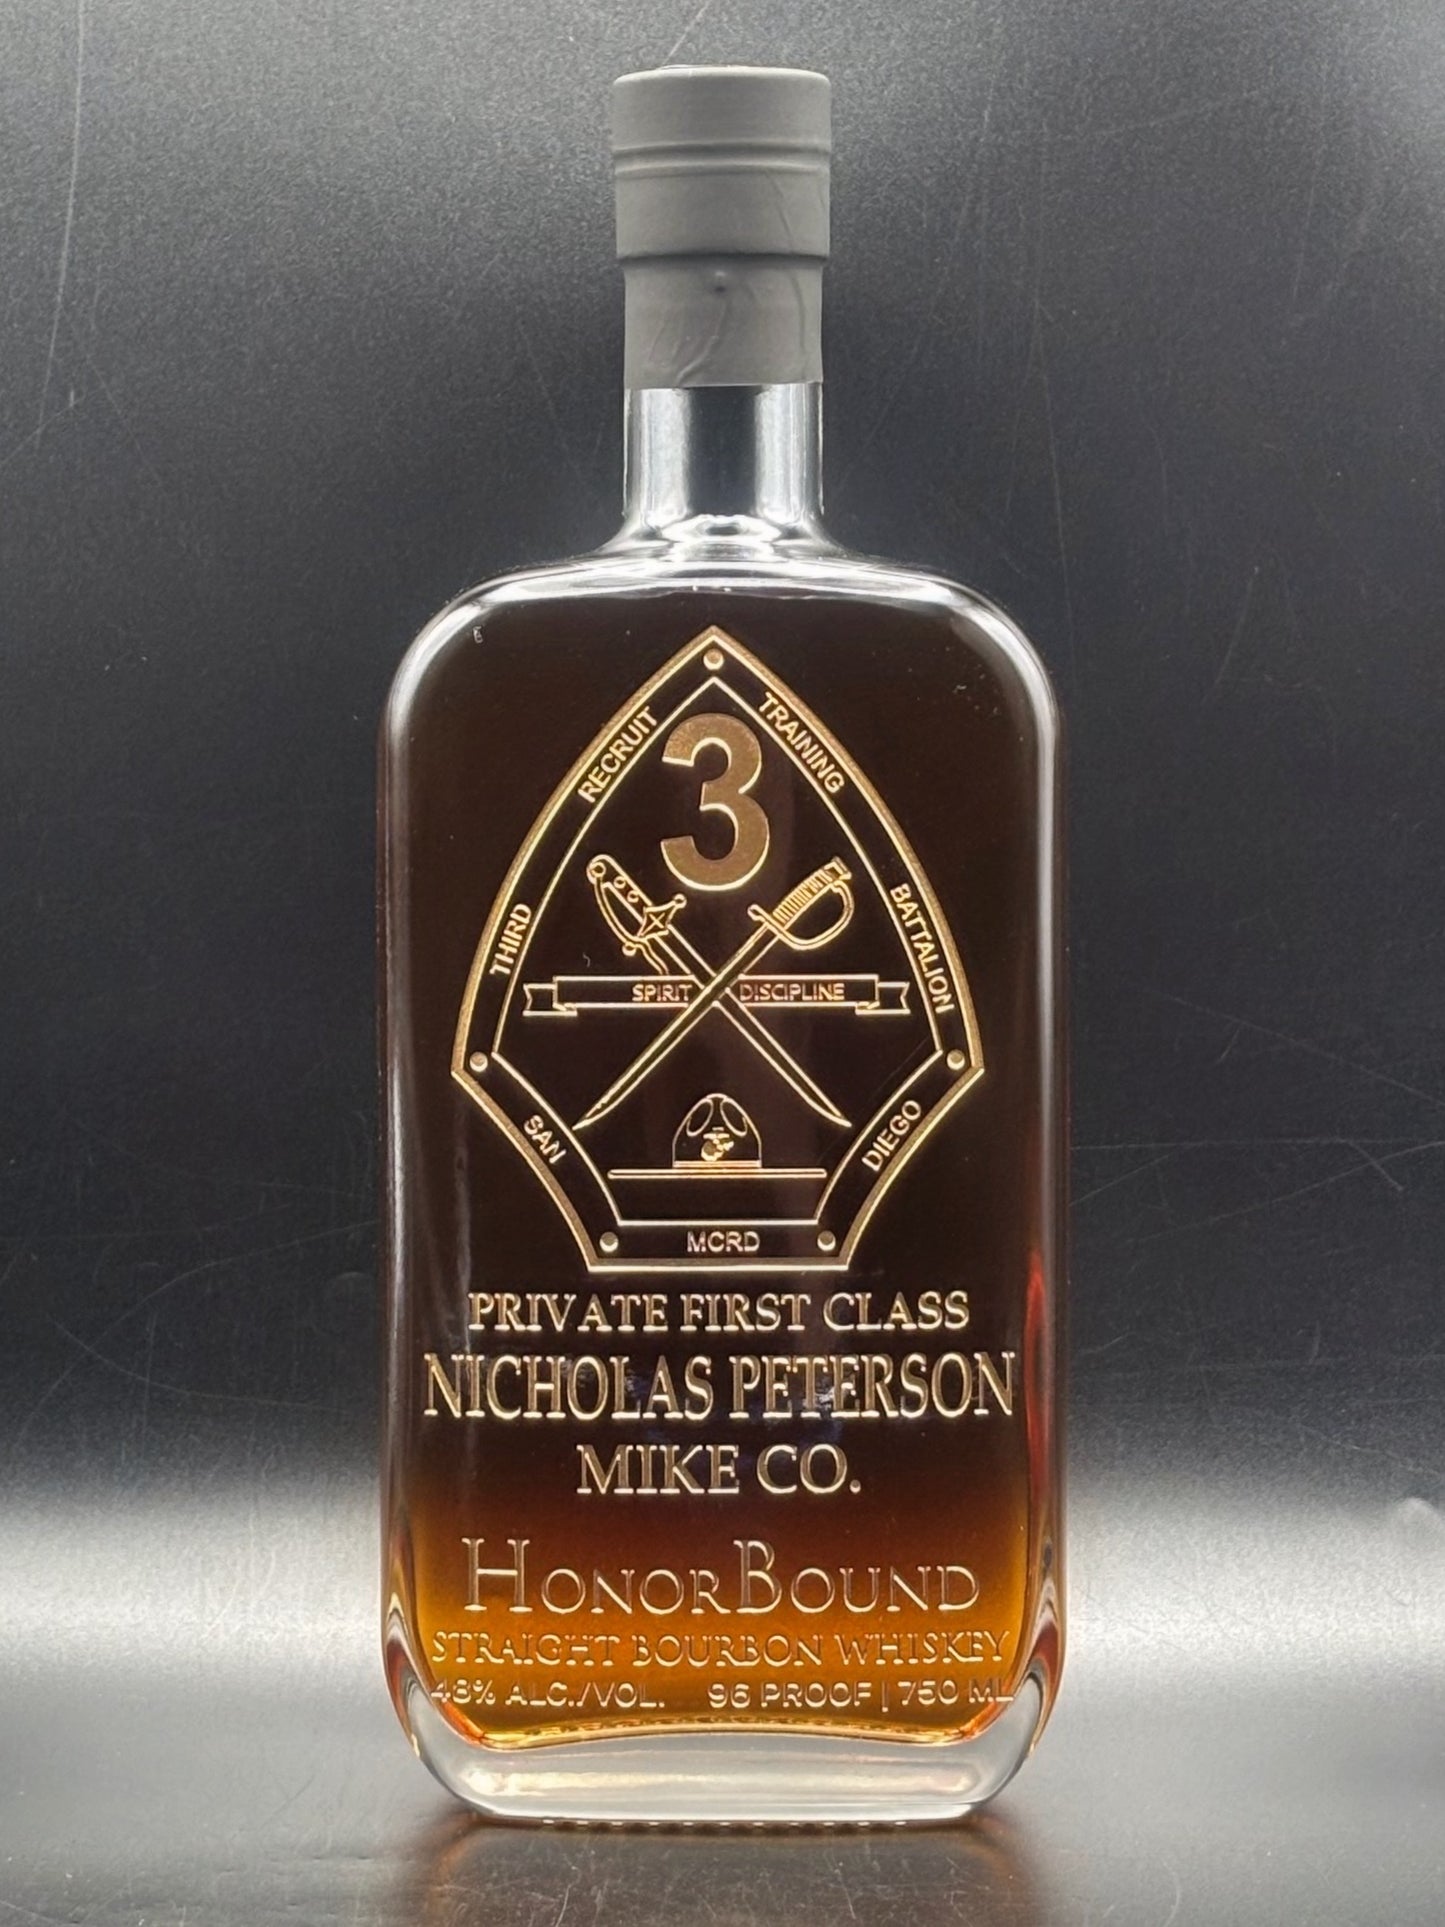 THIRD RECRUIT TRAINING BATTALION
3
SPIRIT DISCIPLINE
SAN DIEGO
MCRD
PRIVATE FIRST CLASS
NICHOLAS PETERSON
MIKE CO.
HONORBOUND
STRAIGHT BOURBON WHISKEY
48% ALC./VOL. 96 PROOF | 750 ML